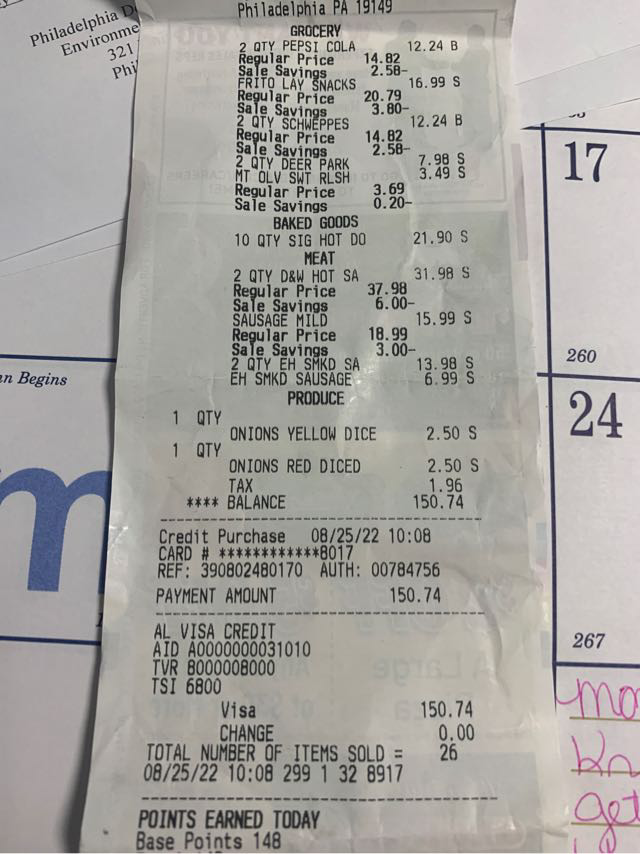 Philadelphia D
Environme
321
Phi
Philadelphia PA 19149
GROCERY
2 QTY PEPSI COLA 12.24 B
Regular Price 14.82
Sale Savings 2.58-
FRITO LAY SNACKS 16.99 S
Regular Price 20.79
Sale Savings 3.80-
2 QTY SCHWEPPES 12.24 B
Regular Price 14.82
Sale Savings 2.58-
2 QTY DEER PARK 7.98 S
MT OLV SWT RLSH 3.49 S
Regular Price 3.69
Sale Savings 0.20-
BAKED GOODS
10 QTY SIG HOT DO 21.90 S
MEAT
2 QTY D&W HOT SA 31.98 S
Regular Price 37.98
Sale Savings 6.00-
SAUSAGE MILD 15.99 S
Regular Price 18.99
Sale Savings 3.00-
2 QTY EH SMKD SA 13.98 S
EH SMKD SAUSAGE 6.99 S
PRODUCE
1 QTY
ONIONS YELLOW DICE 2.50 S
1 QTY
ONIONS RED DICED 2.50 S
TAX 1.96
**** BALANCE 150.74
Credit Purchase 08/25/22 10:08
CARD # ************8017
REF: 390802480170 AUTH: 00784756
PAYMENT AMOUNT 150.74
AL VISA CREDIT
AID A0000000031010
TVR 8000008000
TSI 6800
Visa 150.74
CHANGE 0.00
TOTAL NUMBER OF ITEMS SOLD = 26
08/25/22 10:08 299 1 32 8917
POINTS EARNED TODAY
Base Points 148
n Begins
m
17
260
24
267
mo
Kn
get